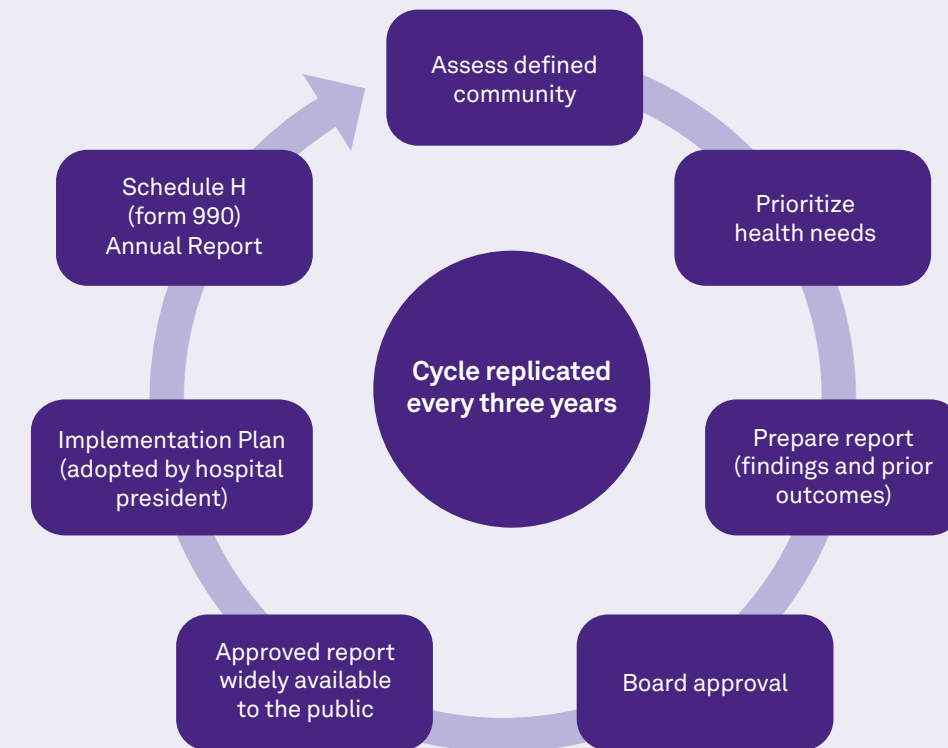 Assess defined
community
Prioritize
health needs
Prepare report
(findings and prior
outcomes)
Board approval
Approved report
widely available
to the public
Implementation Plan
(adopted by hospital
president)
Schedule H
(form 990)
Annual Report
Cycle replicated
every three years